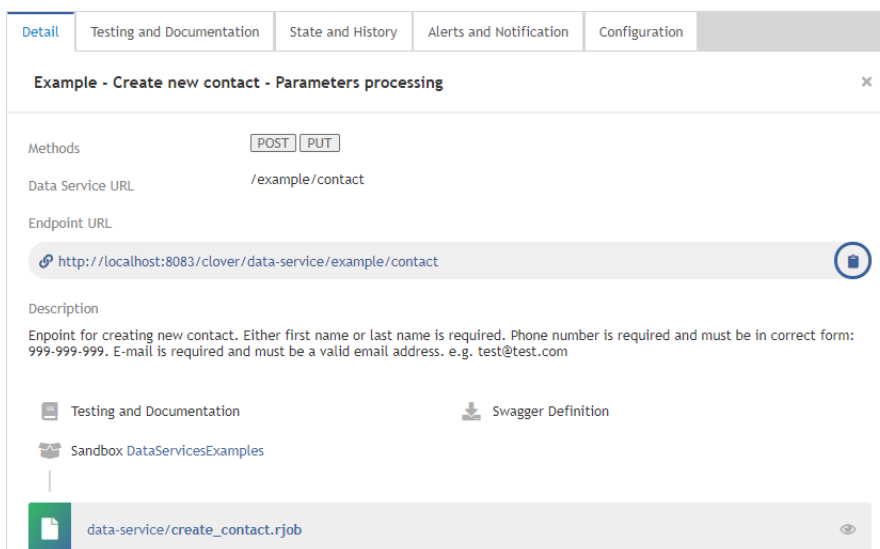 Detail Testing and Documentation State and History Alerts and Notification Configuration
Example - Create new contact - Parameters processing
Methods POST PUT
Data Service URL /example/contact
Endpoint URL
http://localhost:8083/clover/data-service/example/contact
Description
Enpoint for creating new contact. Either first name or last name is required. Phone number is required and must be in correct form:
999-999-999. E-mail is required and must be a valid email address. e.g. test@test.com
Testing and Documentation Swagger Definition
Sandbox DataServicesExamples
data-service/create_contact.rjob